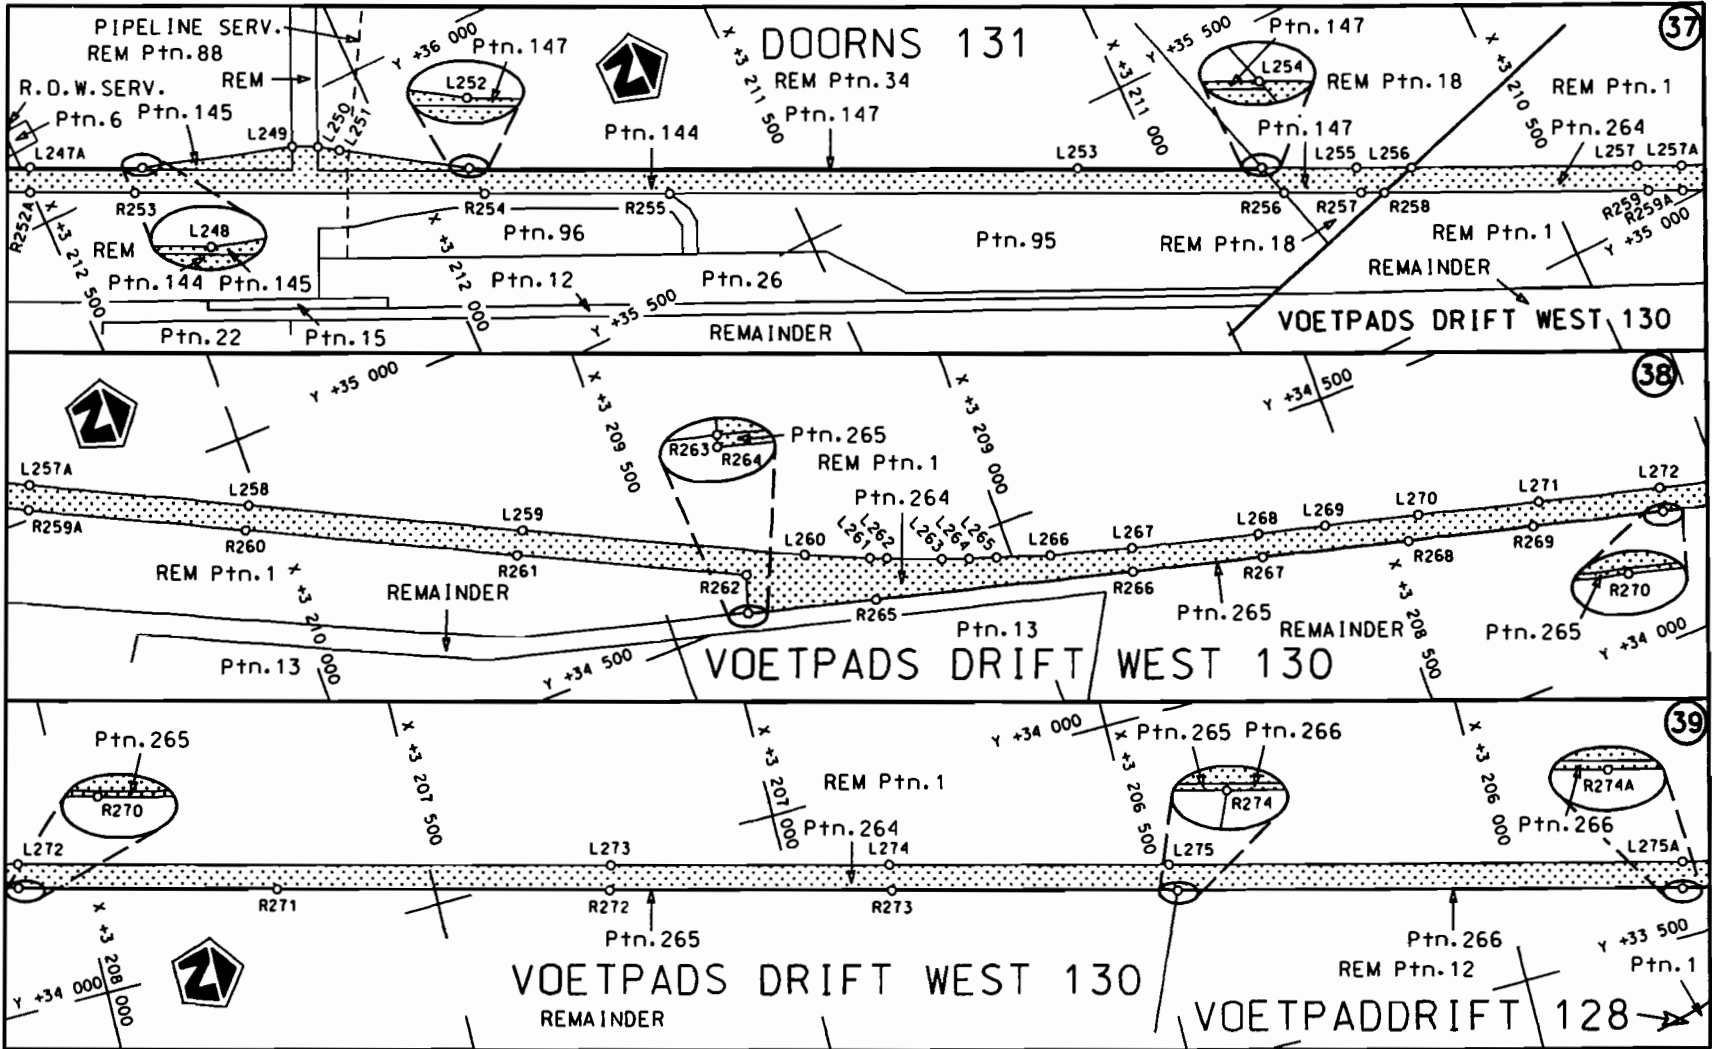 PIPELINE SERV.
REM Ptn.88
REM
R.O.W.SERV.
Ptn.6
Ptn.145
L247A
L249
L250
L251
Y +36 000
Ptn.147
L252
DOORNS 131
REM Ptn.34
X +3 211 500
Ptn.144
Ptn.147
L253
X +3 211 000
Y +35 500
Ptn.147
L254
REM Ptn.18
Ptn.147
L255
L256
X +3 210 500
REM Ptn.1
Ptn.264
L257
L257A
37
R252A
R253
R254
R255
R256
R257
R258
R259
R259A
X +3 212 500
REM
L248
Ptn.144
Ptn.145
X +3 212 000
Ptn.96
Ptn.12
Ptn.26
Ptn.95
REM Ptn.18
REM Ptn.1
Y +35 000
REMAINDER
Ptn.22
Ptn.15
Y +35 500
REMAINDER
VOETPADS DRIFT WEST 130
38
Y +35 000
X +3 209 500
R263
R264
Ptn.265
REM Ptn.1
X +3 209 000
Y +34 500
L257A
L258
L259
L260
L261
L262
L263
L264
L265
L266
L267
L268
L269
L270
L271
L272
Ptn.264
R259A
R260
R261
R262
R265
R266
R267
R268
R269
R270
REM Ptn.1
X +3 210 000
REMAINDER
Ptn.13
Y +34 500
Ptn.13
Ptn.265
REMAINDER
X +3 208 500
Ptn.265
Y +34 000
VOETPADS DRIFT WEST 130
39
Ptn.265
R270
X +3 207 500
REM Ptn.1
X +3 207 000
Ptn.264
Y +34 000
X +3 206 500
Ptn.265
Ptn.266
R274
X +3 206 000
R274A
Ptn.266
L272
L273
L274
L275
L275A
R271
R272
R273
X +3 208 000
Y +34 000
Ptn.265
Ptn.266
REM Ptn.12
Y +33 500
Ptn.1
VOETPADS DRIFT WEST 130
REMAINDER
VOETPADDRIFT 128